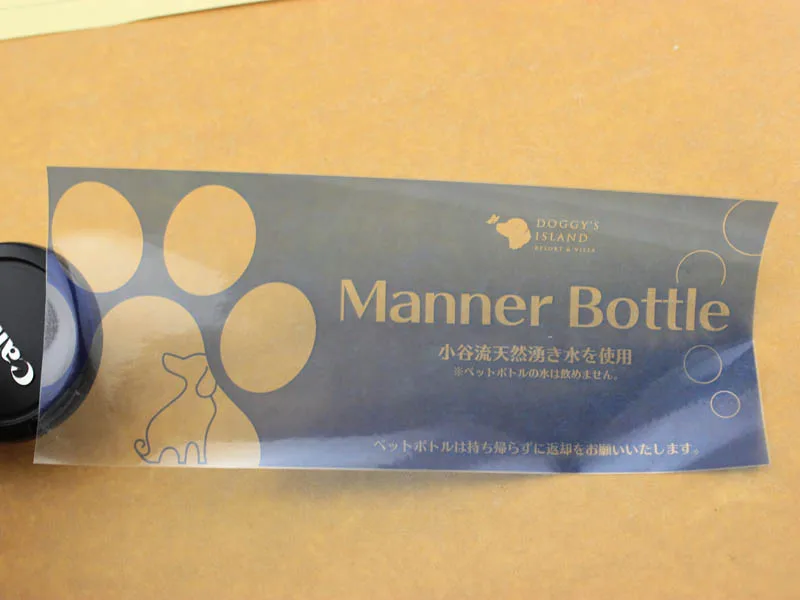 DOGGY'S
ISLAND
RESORT & VILLA
Manner Bottle
小谷流天然湧き水を使用
※ペットボトルの水は飲めません。
ペットボトルは持ち帰らずに返却をお願いいたします。
Can